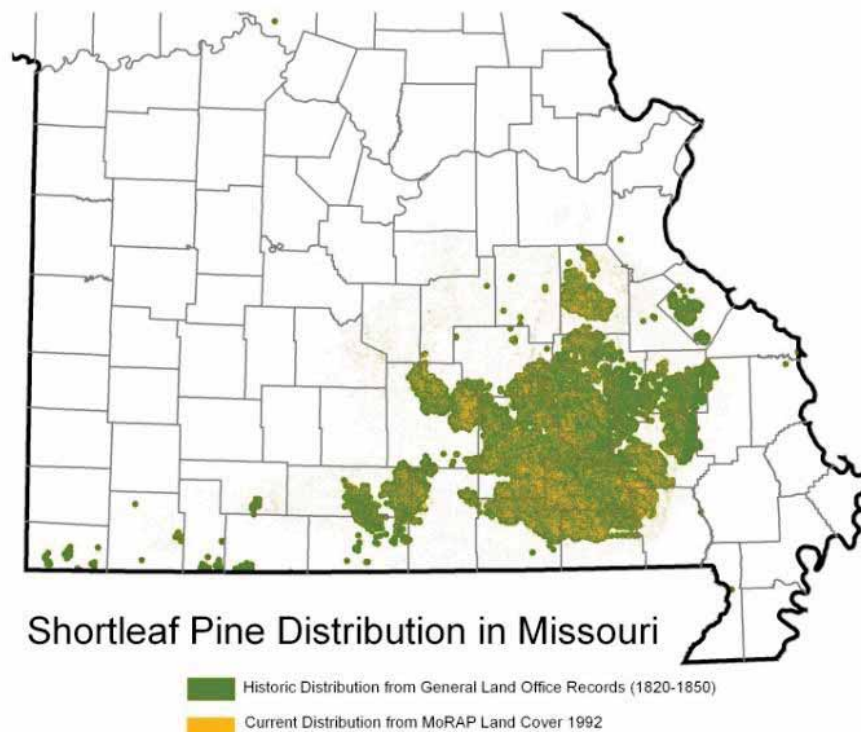 Shortleaf Pine Distribution in Missouri
Historic Distribution from General Land Office Records (1820-1850)
Current Distribution from MoRAP Land Cover 1992